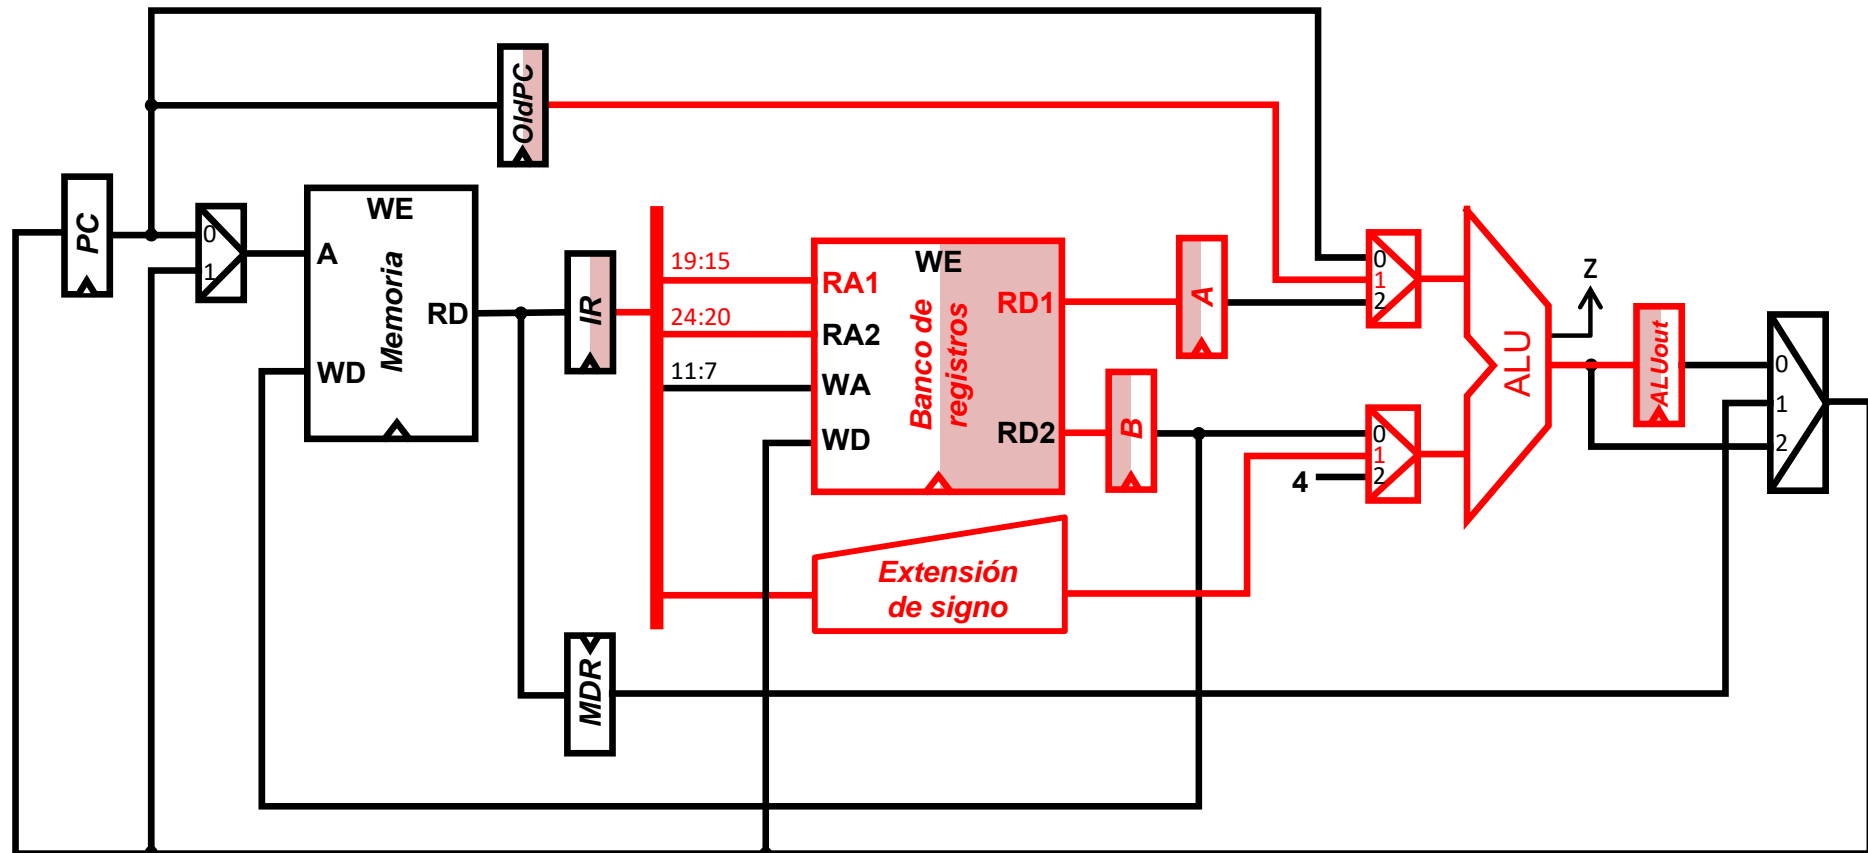 OldPC
PC
0
1
WE
A
Memoria
RD
WD
IR
19:15
24:20
11:7
WE
RA1
RA2
WA
WD
Banco de
registros
RD1
RD2
A
B
0
1
2
0
1
2
4
ALU
Z
ALUout
0
1
2
Extensión
de signo
MDR